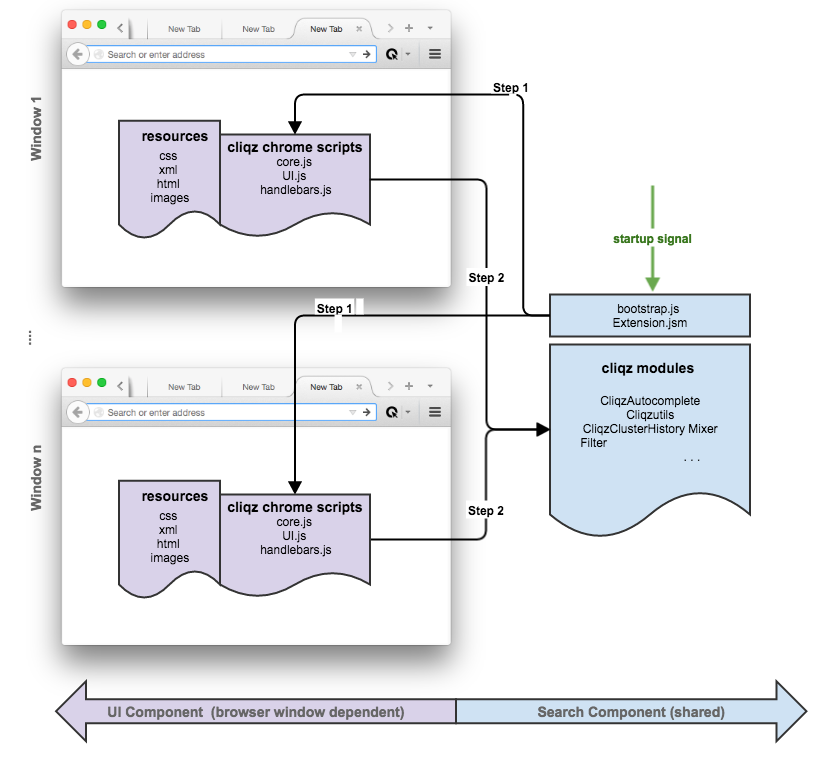 New Tab
New Tab
New Tab
Search or enter address
Window 1
Step 1
resources
css
xml
html
images
cliqz chrome scripts
core.js
UI.js
handlebars.js
startup signal
Step 2
bootstrap.js
Extension.jsm
Step 1
....
cliqz modules
CliqzAutocomplete
Cliqzutils
CliqzClusterHistory Mixer
Filter
. . .
New Tab
New Tab
New Tab
Search or enter address
Window n
resources
css
xml
html
images
cliqz chrome scripts
core.js
UI.js
handlebars.js
Step 2
UI Component (browser window dependent)
Search Component (shared)